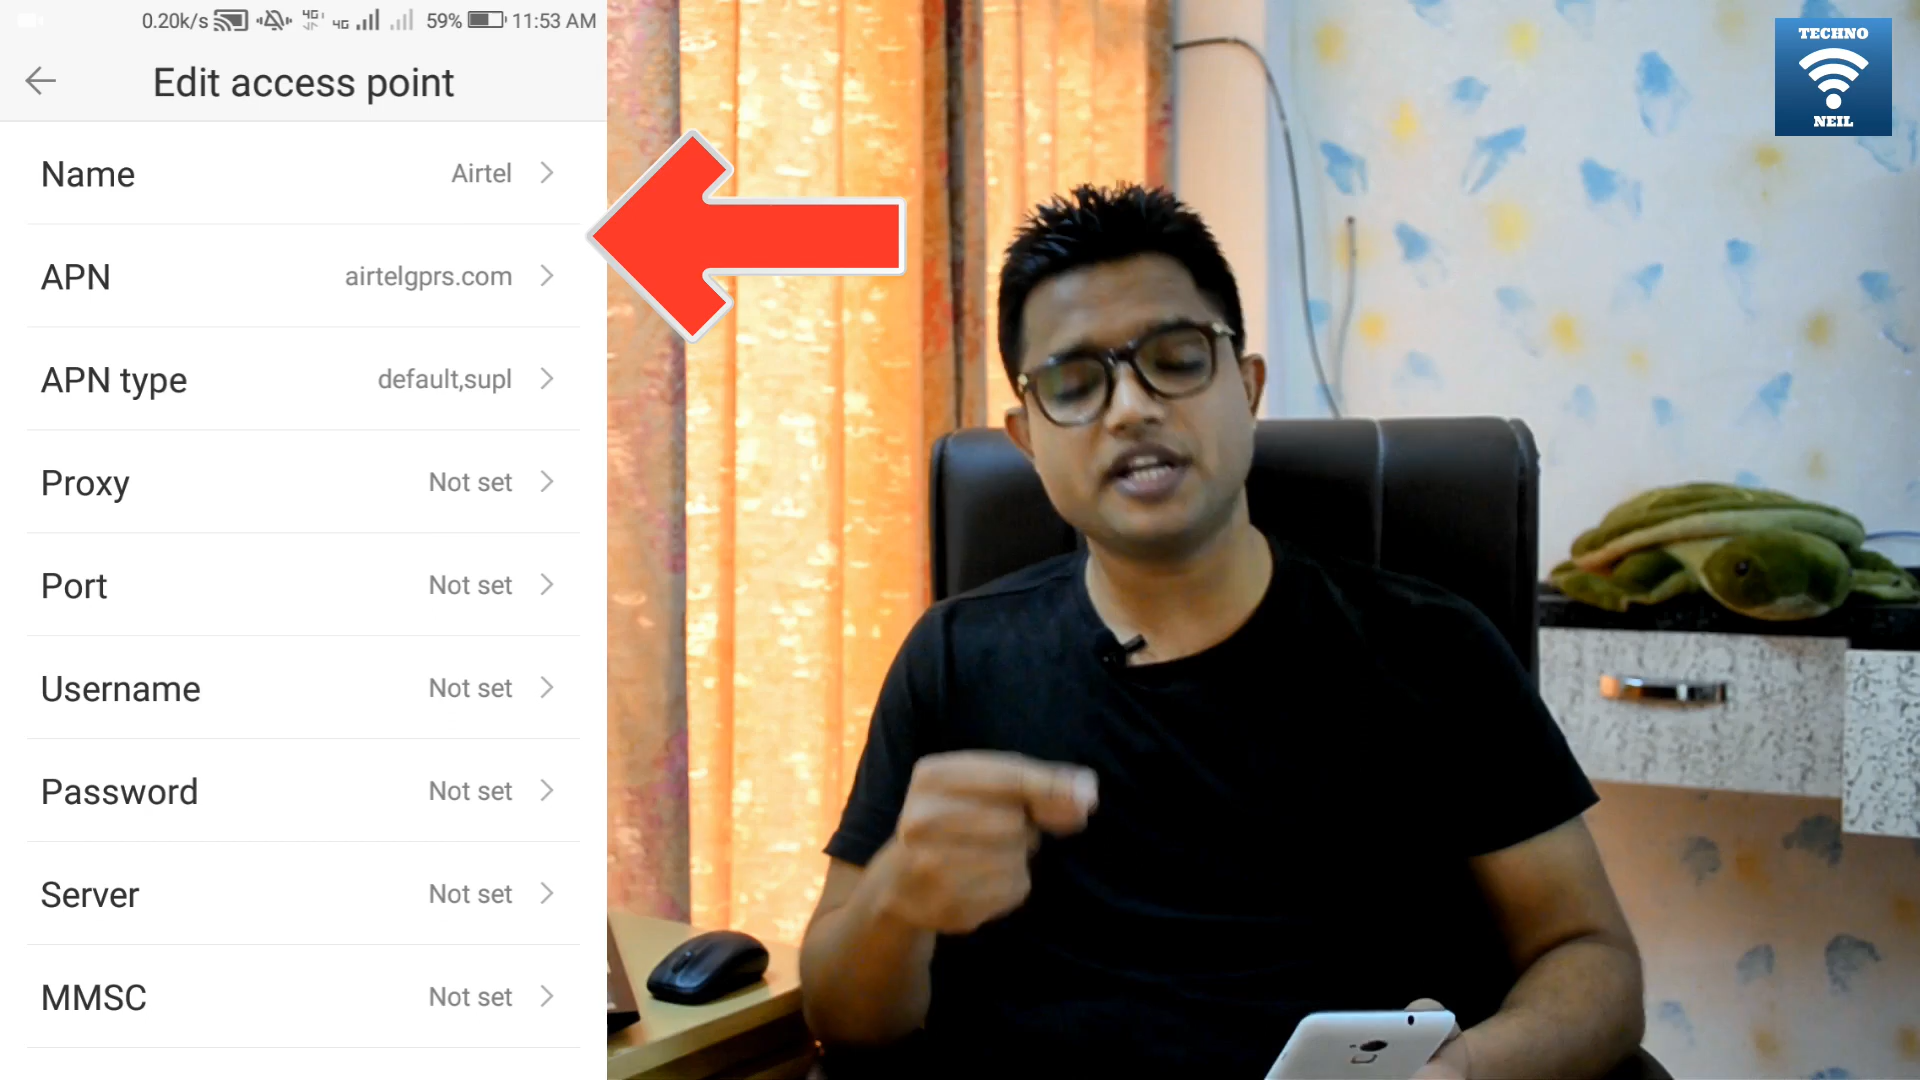 0.20k/s 4G 4G 59% 11:53 AM
Edit access point
Name Airtel
APN airtelgprs.com
APN type default,supl
Proxy Not set
Port Not set
Username Not set
Password Not set
Server Not set
MMSC Not set
TECHNO
NEIL